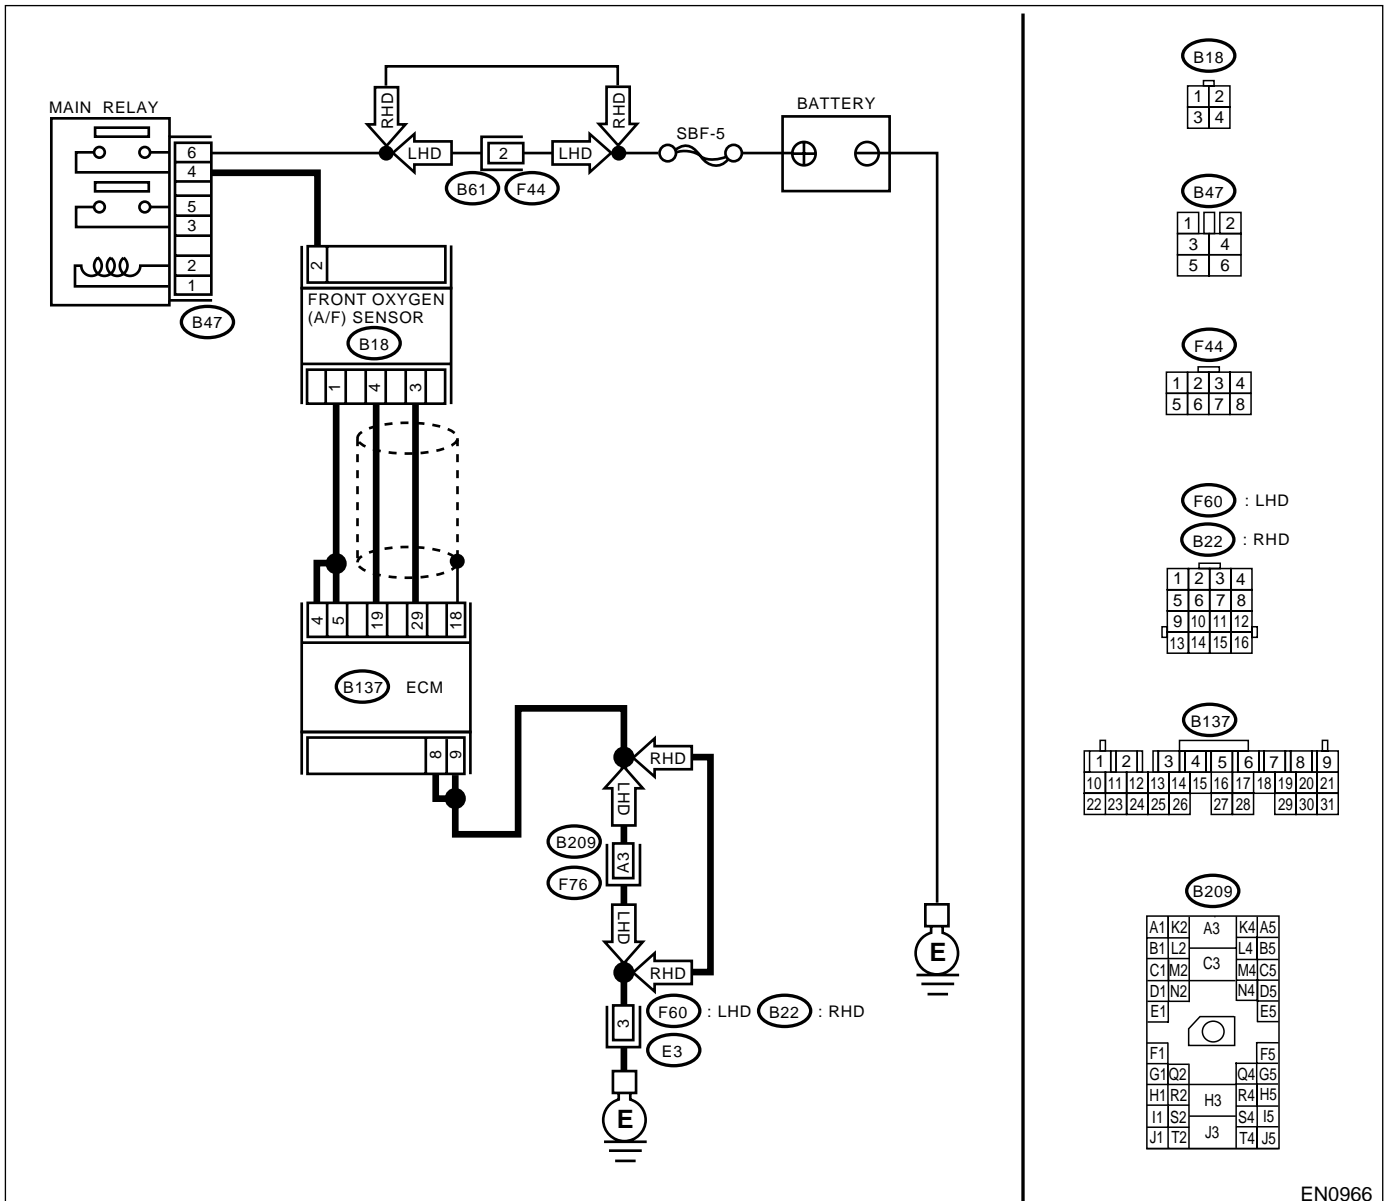 MAIN RELAY
6
4
5
3
2
1
B47
RHD
RHD
LHD
2
LHD
B61
F44
SBF-5
BATTERY
2
FRONT OXYGEN
(A/F) SENSOR
B18
1
4
3
4
5
19
29
18
B137
ECM
8
9
RHD
LHD
B209
A3
F76
LHD
RHD
F60 : LHD B22 : RHD
3
E3
E
E
B18
1 2
3 4
B47
1 2
3 4
5 6
F44
1 2 3 4
5 6 7 8
F60 : LHD
B22 : RHD
1 2 3 4
5 6 7 8
9 10 11 12
13 14 15 16
B137
1 2 3 4 5 6 7 8 9
10 11 12 13 14 15 16 17 18 19 20 21
22 23 24 25 26 27 28 29 30 31
B209
A1 K2 A3 K4 A5
B1 L2 L4 B5
C1 M2 C3 M4 C5
D1 N2 N4 D5
E1 E5
F1 F5
G1 Q2 Q4 G5
H1 R2 H3 R4 H5
I1 S2 S4 I5
J1 T2 J3 T4 J5
EN0966